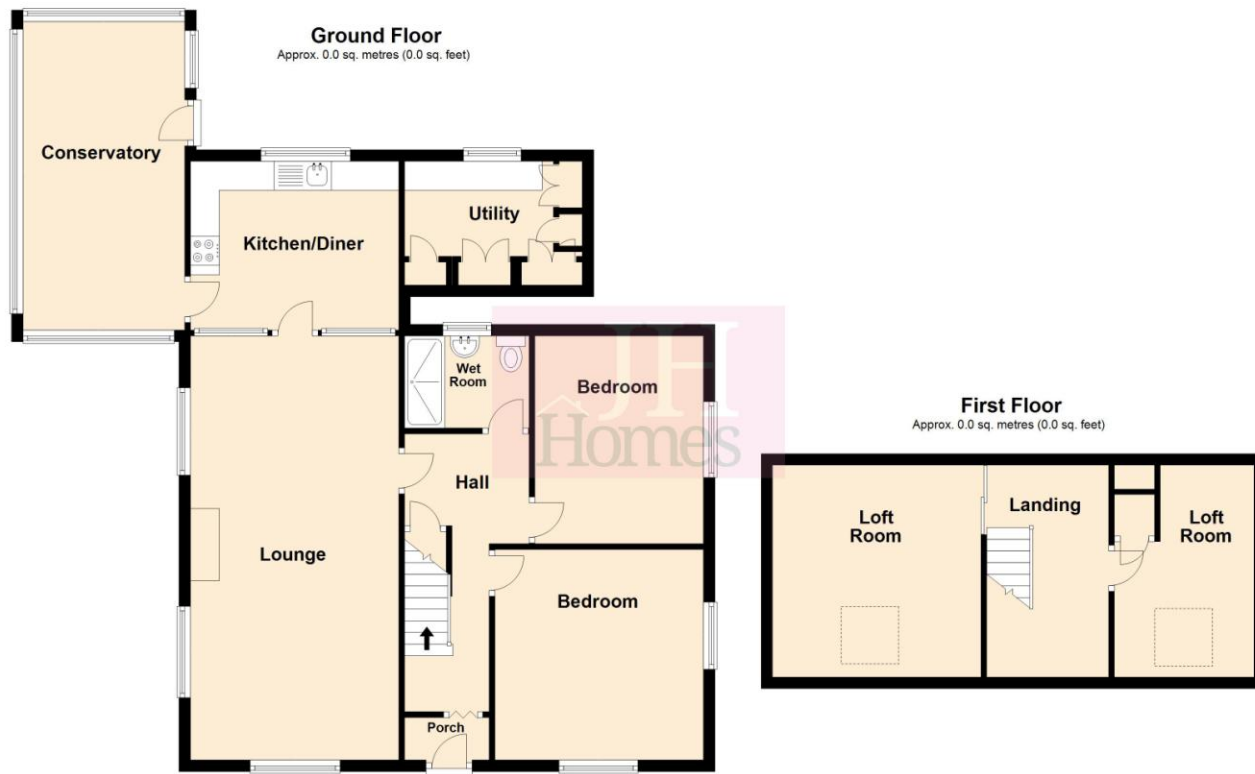 Ground Floor
Approx. 0.0 sq. metres (0.0 sq. feet)
Conservatory
Utility
Kitchen/Diner
Wet
Room
Bedroom
JH
Homes
Hall
Lounge
Bedroom
Porch
First Floor
Approx. 0.0 sq. metres (0.0 sq. feet)
Landing
Loft
Room
Loft
Room